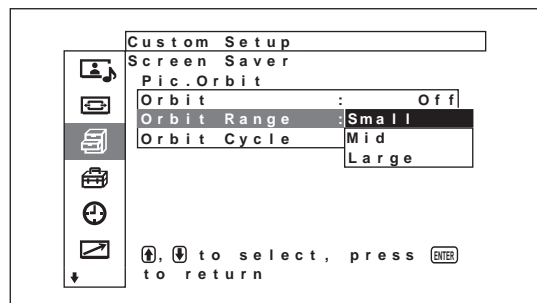 Custom Setup
Screen Saver
Pic.Orbit
Orbit : Off
Orbit Range : Small
Orbit Cycle Mid
Large
, to select, press ENTER
to return